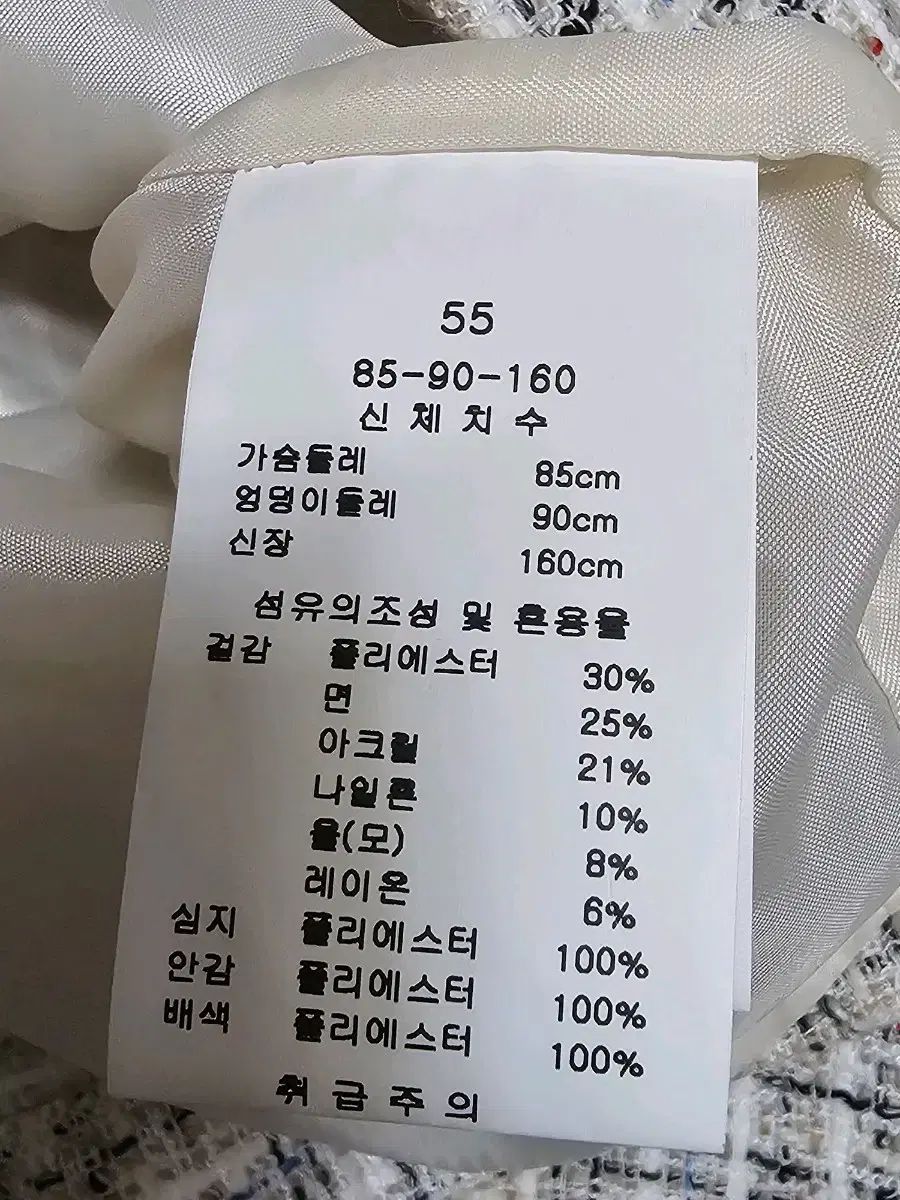 55
85-90-160
신체치수
가슴둘레 85cm
엉덩이둘레 90cm
신장 160cm
섬유의조성 및 혼용율
겉감 폴리에스터 30%
면 25%
아크릴 21%
나일론 10%
울(모) 8%
레이온 6%
심지 폴리에스터 100%
안감 폴리에스터 100%
배색 폴리에스터 100%
취급주의